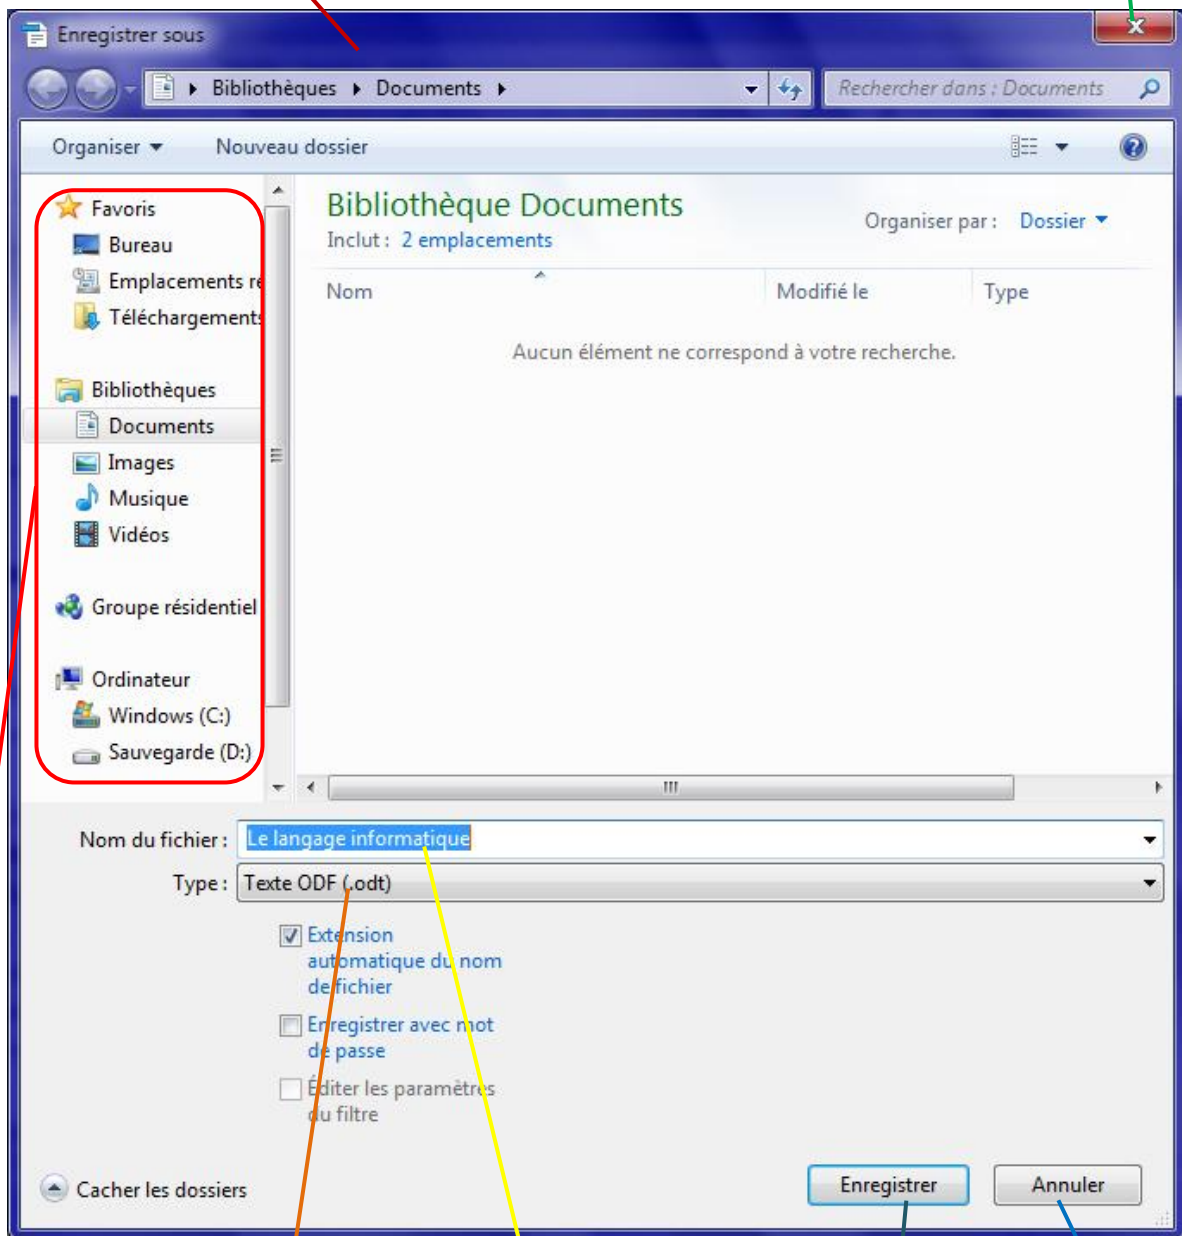 Enregistrer sous
x
Bibliothèques Documents
Rechercher dans : Documents
Organiser Nouveau dossier
?
Favoris
Bureau
Emplacements re
Téléchargements
Bibliothèques
Documents
Images
Musique
Vidéos
Groupe résidentiel
Ordinateur
Windows (C:)
Sauvegarde (D:)
Bibliothèque Documents
Inclut : 2 emplacements
Organiser par : Dossier
Nom Modifié le Type
Aucun élément ne correspond à votre recherche.
Nom du fichier : Le langage informatique
Type : Texte ODF (.odt)
Extension
automatique du nom
de fichier
Enregistrer avec mot
de passe
Éditer les paramètres
du filtre
Cacher les dossiers
Enregistrer
Annuler